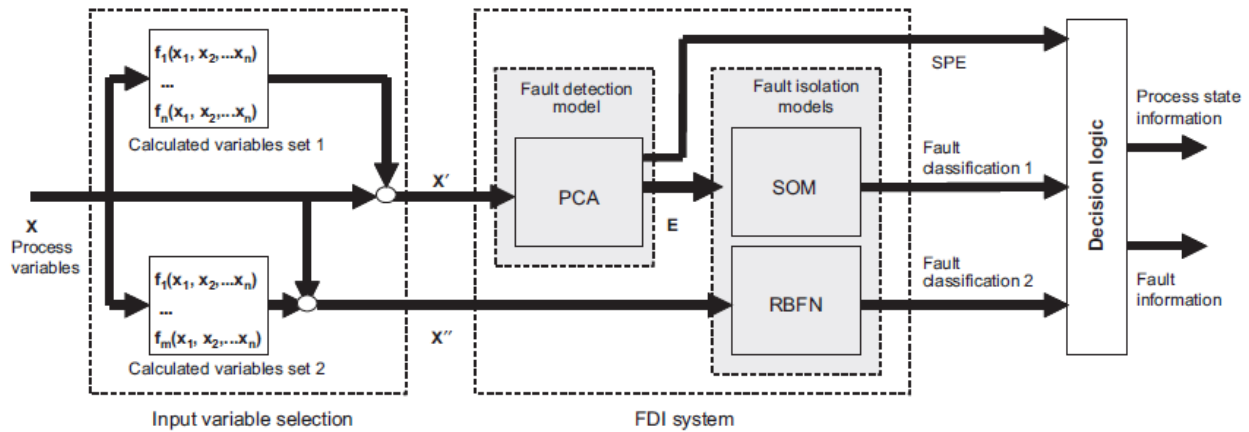 f1(x1, x2,...xn)
...
fn(x1, x2,...xn)
Calculated variables set 1
X
Process
variables
f1(x1, x2,...xn)
...
fm(x1, x2,...xn)
Calculated variables set 2
Input variable selection
X′
X″
Fault detection
model
PCA
E
Fault isolation
models
SOM
RBFN
FDI system
SPE
Fault
classification 1
Fault
classification 2
Decision logic
Process state
information
Fault
information